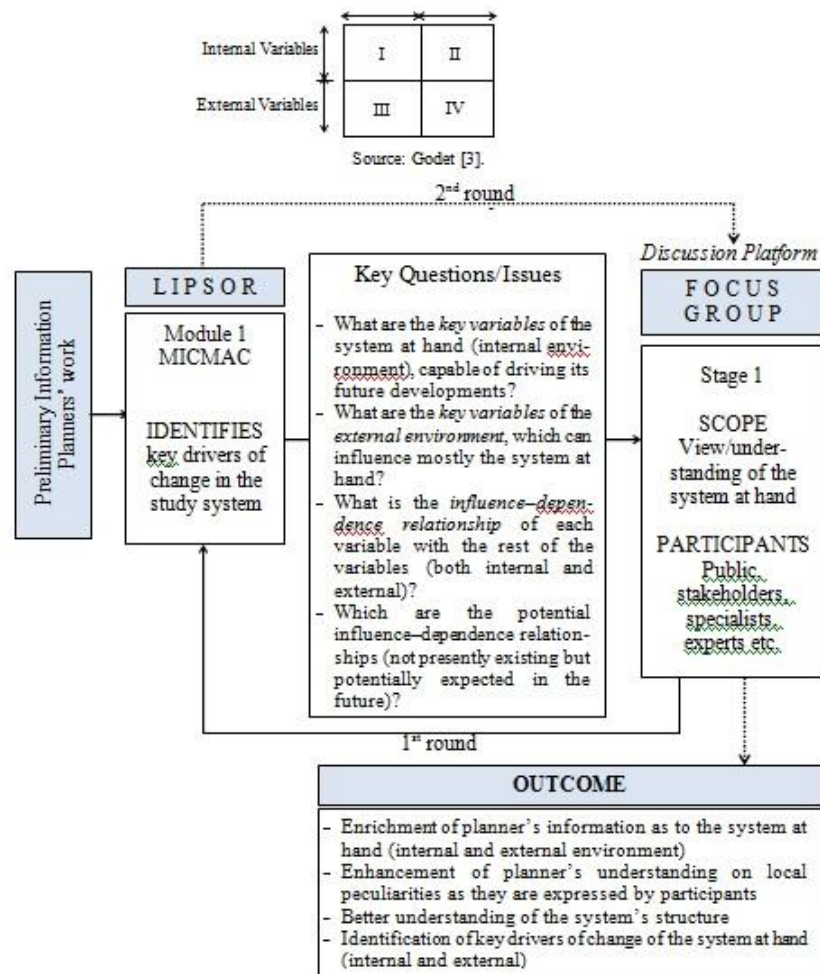 Internal Variables
I
II
External Variables
III
IV
Source: Godet [3].
2nd round
Preliminary Information
Planners' work
LIPSOR
Module 1
MICMAC
IDENTIFIES
key drivers
of change in the
study system
Key Questions/Issues
- What are the key variables of the
system at hand (internal envi-
ronment), capable of driving its
future developments?
- What are the key variables of the
external environment, which can
influence mostly the system at
hand?
- What is the influence–depen-
dence relationship of each
variable with the rest of the
variables (both internal and
external)?
- Which are the potential
influence–dependence relation-
ships (not presently existing but
potentially expected in the
future)?
Discussion Platform
FOCUS
GROUP
Stage 1
SCOPE
View/under-
standing of the
system at hand
PARTICIPANTS
Public,
stakeholders,
specialists,
experts etc.
1st round
OUTCOME
- Enrichment of planner's information as to the system at
hand (internal and external environment)
- Enhancement of planner's understanding on local
peculiarities as they are expressed by participants
- Better understanding of the system's structure
- Identification of key drivers of change of the system at hand
(internal and external)